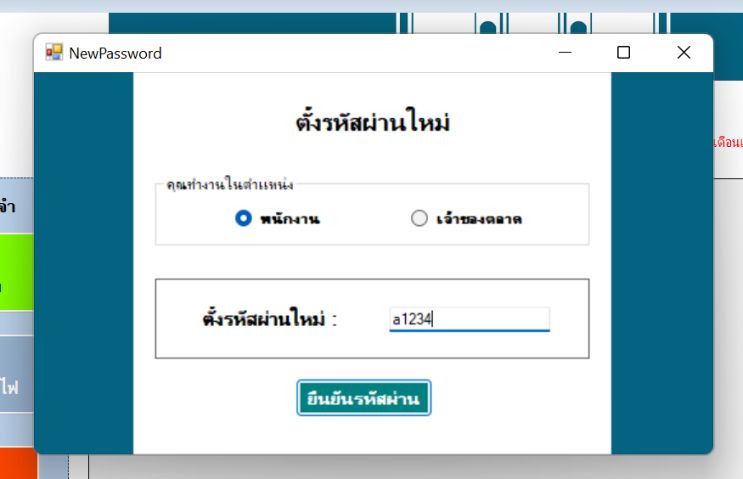 NewPassword
ตั้งรหัสผ่านใหม่
คุณทำงานในตำแหน่ง
พนักงาน
เจ้าของตลาด
ตั้งรหัสผ่านใหม่ :
a1234
ยืนยันรหัสผ่าน